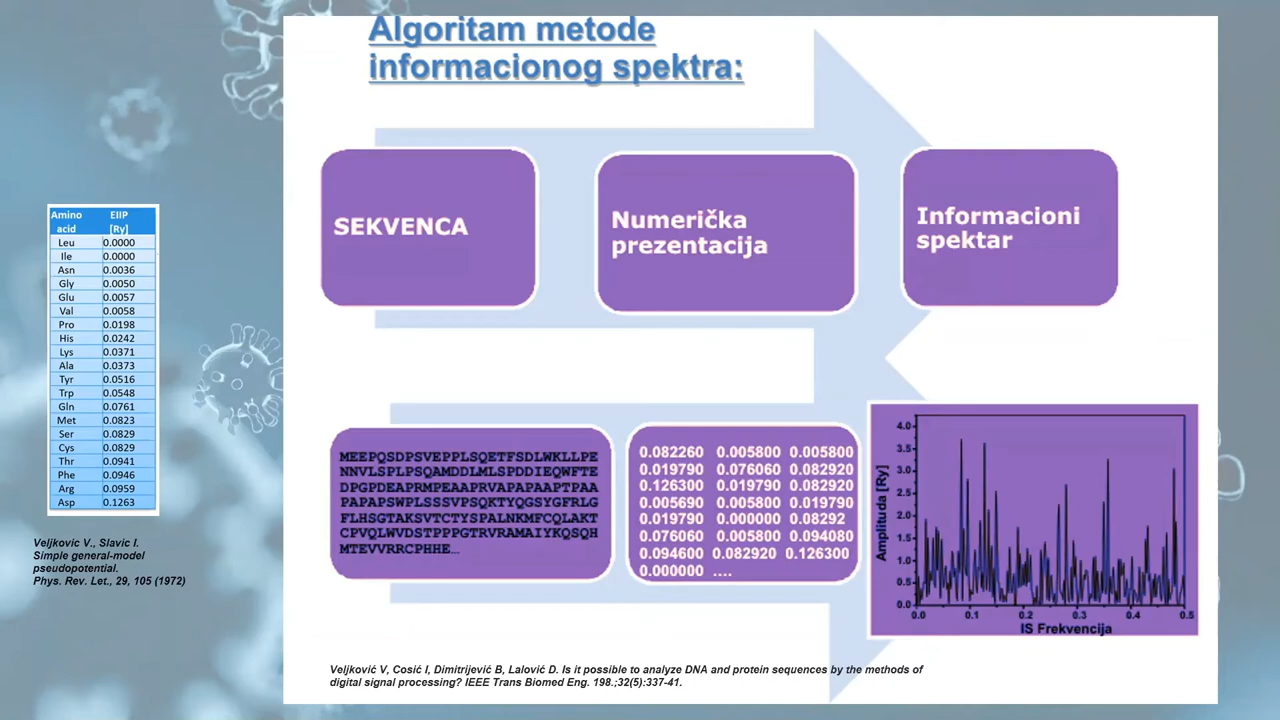 Algoritam metode
informacionog spektra:
SEKVENCA
Numerička
prezentacija
Informacioni
spektar
Amino acid EIIP [Ry]
Leu 0.0000
Ile 0.0000
Asn 0.0036
Gly 0.0050
Glu 0.0057
Val 0.0058
Pro 0.0198
His 0.0242
Lys 0.0371
Ala 0.0373
Tyr 0.0516
Trp 0.0548
Gln 0.0761
Met 0.0823
Ser 0.0829
Cys 0.0829
Thr 0.0941
Phe 0.0946
Arg 0.0959
Asp 0.1263
Veljkovic V., Slavic I.
Simple general-model
pseudopotential.
Phys. Rev. Let., 29, 105 (1972)
MEEPQSDPSVEPPLSQETFSDLWKLLPE
NNVLSPLPSQAMDDLMLSPDDIEQWFTE
DPGPDEAPRMPEAAPRVAPAPAAPTPAA
PAPAPSWPLSSSVPSQKTYQGSYGFRLG
FLHSGTAKSVTCTYSPALNKMFCQLAKT
CPVQLWVDSTPPPGTRVRAMAIYKQSQH
MTEVVRRCPHHE...
0.082260 0.005800 0.005800
0.019790 0.076060 0.082920
0.126300 0.019790 0.082920
0.005690 0.005800 0.019790
0.019790 0.000000 0.08292
0.076060 0.005800 0.094080
0.094600 0.082920 0.126300
0.000000 ....
Amplituda [Ry]
4.0
3.5
3.0
2.5
2.0
1.5
1.0
0.5
0.0
0.0 0.1 0.2 0.3 0.4 0.5
IS Frekvencija
Veljković V, Cosić I, Dimitrijević B, Lalović D. Is it possible to analyze DNA and protein sequences by the methods of
digital signal processing? IEEE Trans Biomed Eng. 198.;32(5):337-41.